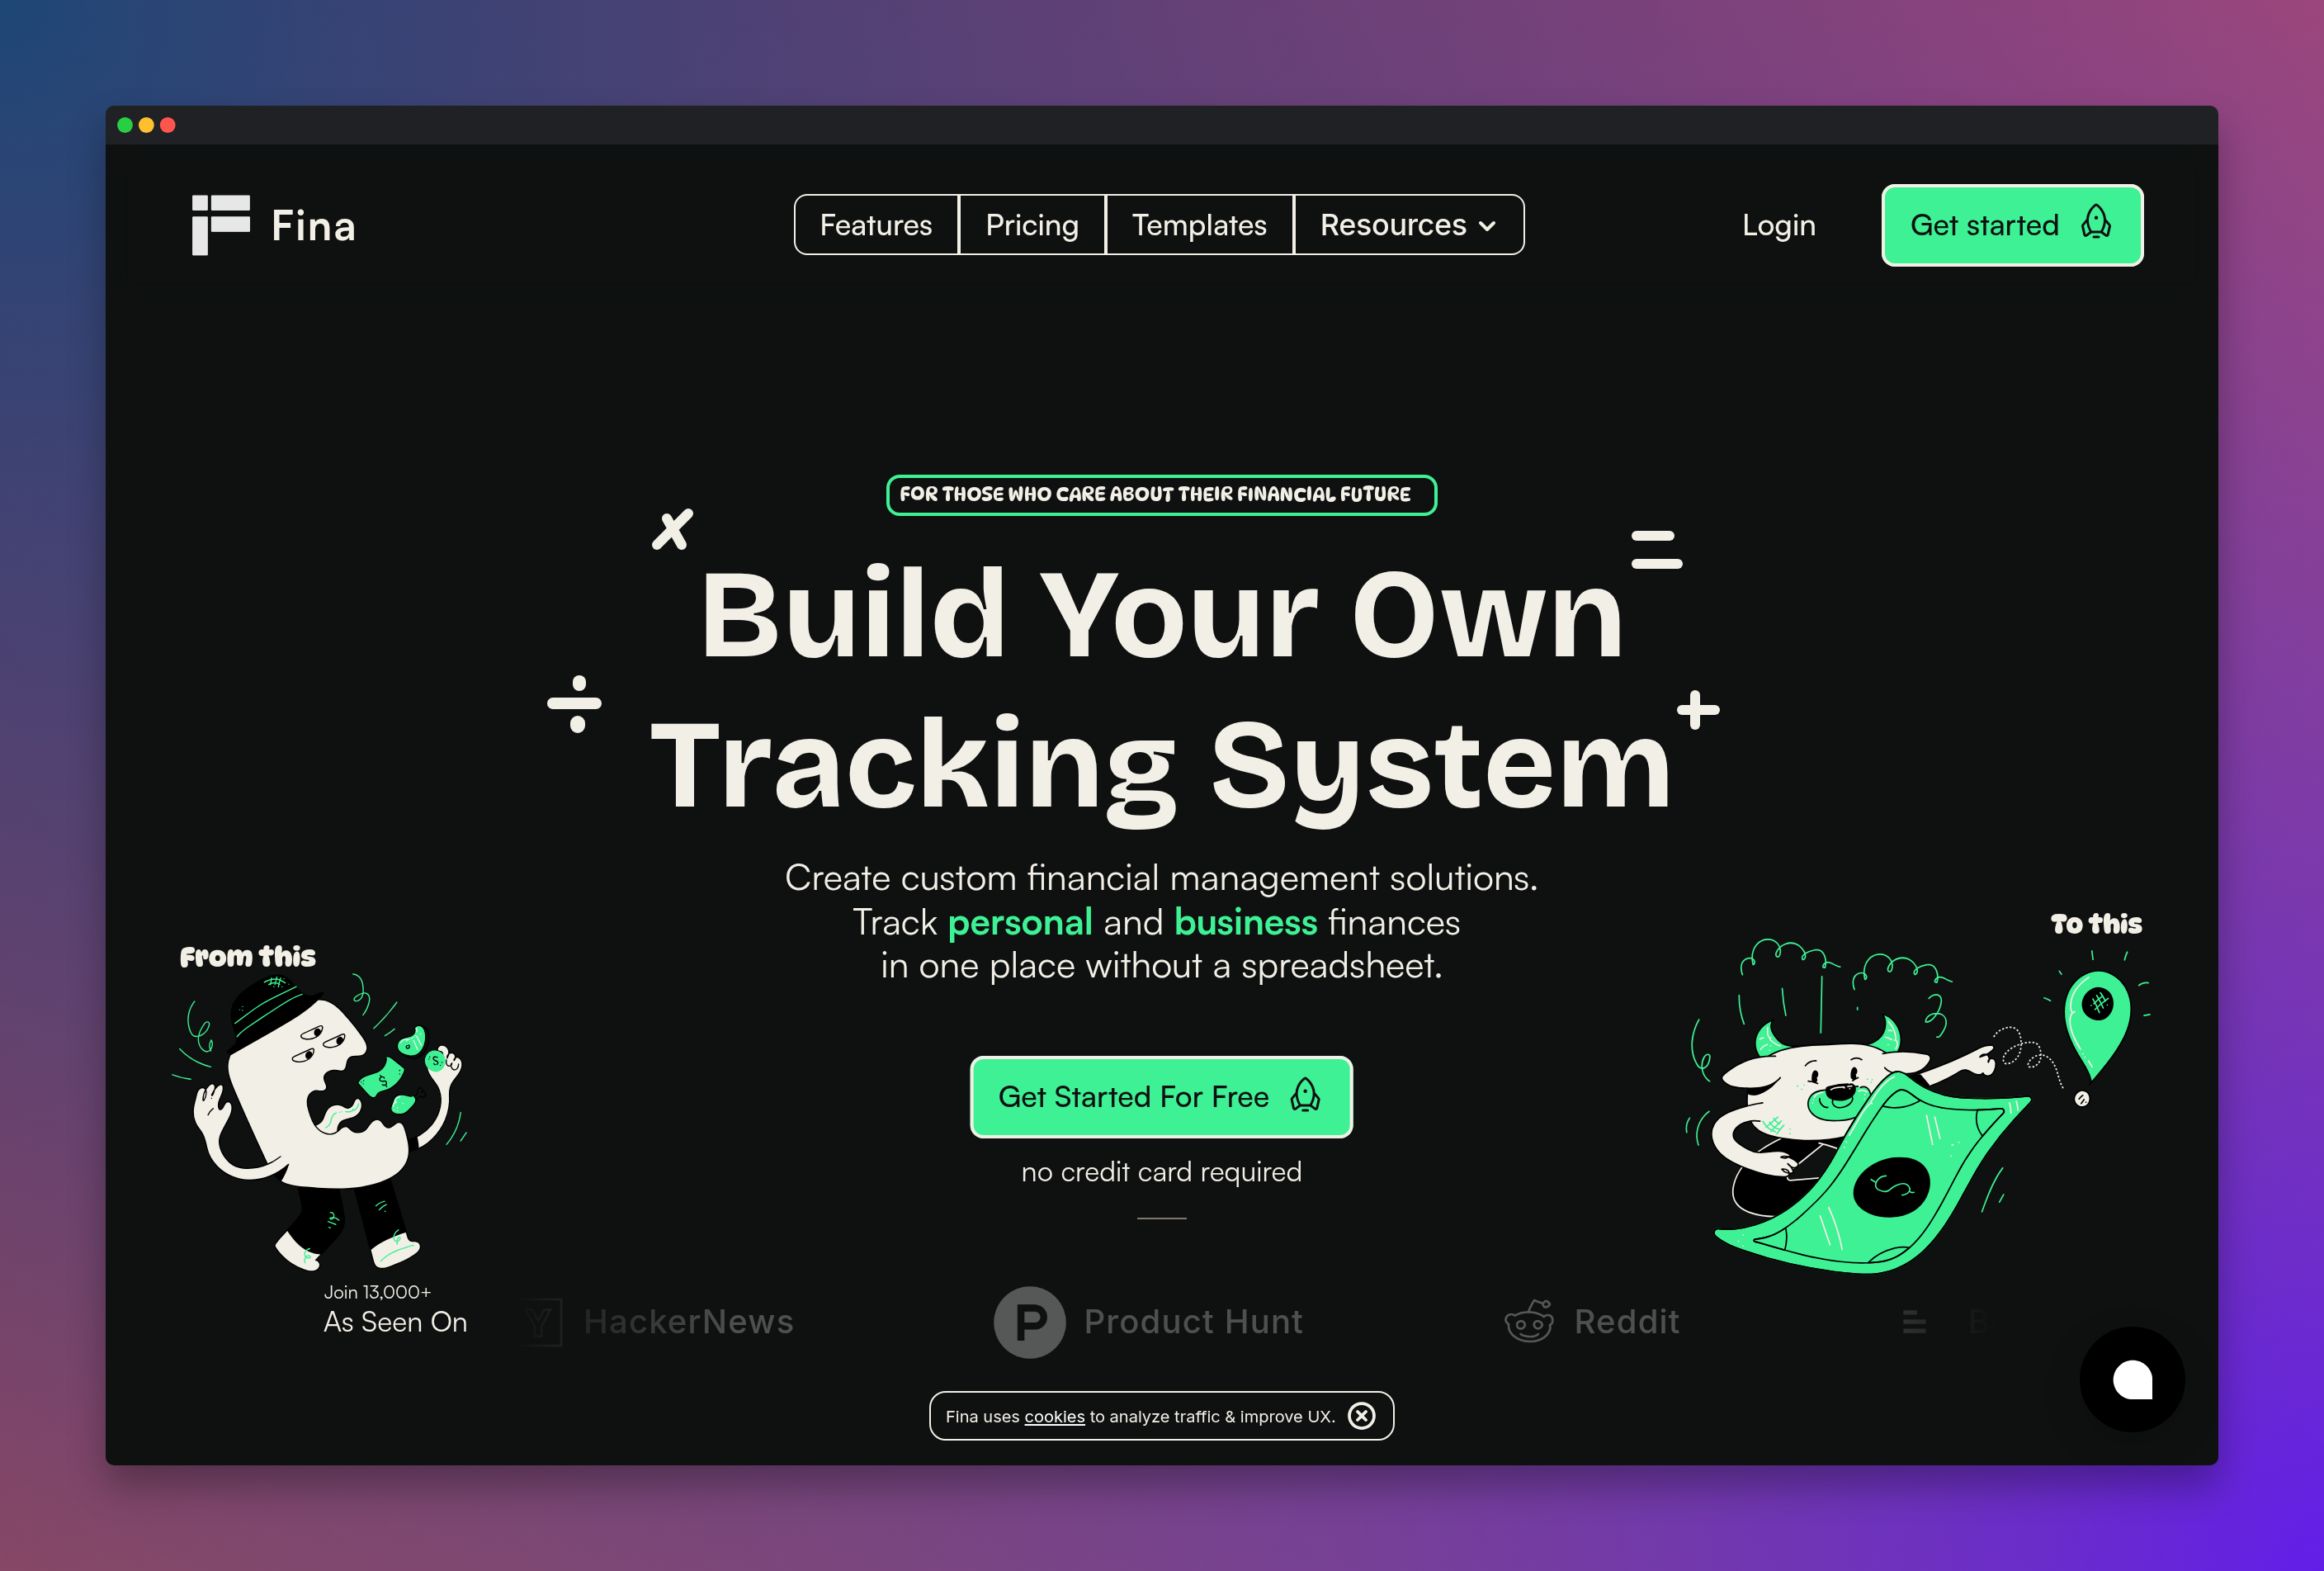 Fina
Features
Pricing
Templates
Resources
Login
Get started
FOR THOSE WHO CARE ABOUT THEIR FINANCIAL FUTURE
Build Your Own
Tracking System
Create custom financial management solutions.
Track personal and business finances
in one place without a spreadsheet.
From this
To this
Get Started For Free
no credit card required
Join 13,000+
As Seen On
HackerNews
Product Hunt
Reddit
Fina uses cookies to analyze traffic & improve UX.